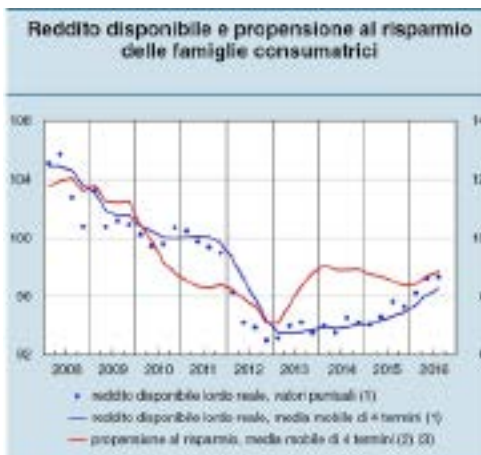 Reddito disponibile e propensione al risparmio
delle famiglie consumatrici
108
104
100
96
92
2008 2009 2010 2011 2012 2013 2014 2015 2016
reddito disponibile lordo reale, valori puntuali (1)
reddito disponibile lordo reale, media mobile di 4 termini (1)
propensione al risparmio, media mobile di 4 termini (2) (3)